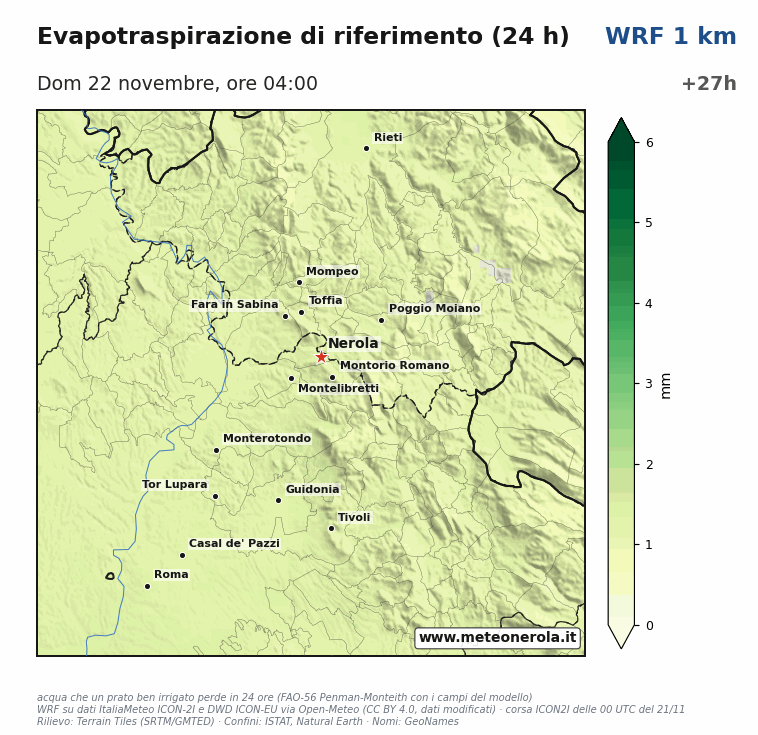 Evapotraspirazione di riferimento (24 h)
WRF 1 km
Dom 22 novembre, ore 04:00
+27h
Rieti
Mompeo
Toffia
Fara in Sabina
Poggio Moiano
Nerola
Montorio Romano
Montelibretti
Monterotondo
Tor Lupara
Guidonia
Tivoli
Casal de' Pazzi
Roma
www.meteonerola.it
6
5
4
3
2
1
0
mm
acqua che un prato ben irrigato perde in 24 ore (FAO-56 Penman-Monteith con i campi del modello)
WRF su dati ItaliaMeteo ICON-2I e DWD ICON-EU via Open-Meteo (CC BY 4.0, dati modificati) · corsa ICON2I delle 00 UTC del 21/11
Rilievo: Terrain Tiles (SRTM/GMTED) · Confini: ISTAT, Natural Earth · Nomi: GeoNames